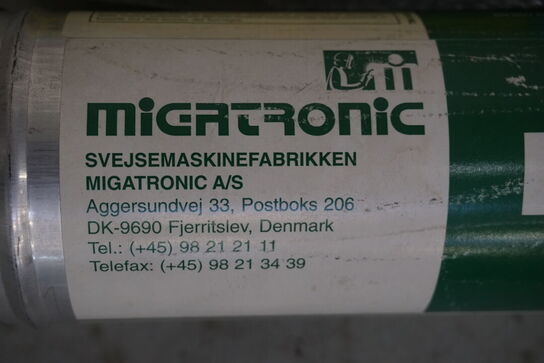 MIGATRONIC
SVEJSEMASKINEFABRIKKEN
MIGATRONIC A/S
Aggersundvej 33, Postboks 206
DK-9690 Fjerritslev, Denmark
Tel.: (+45) 98 21 21 11
Telefax: (+45) 98 21 34 39